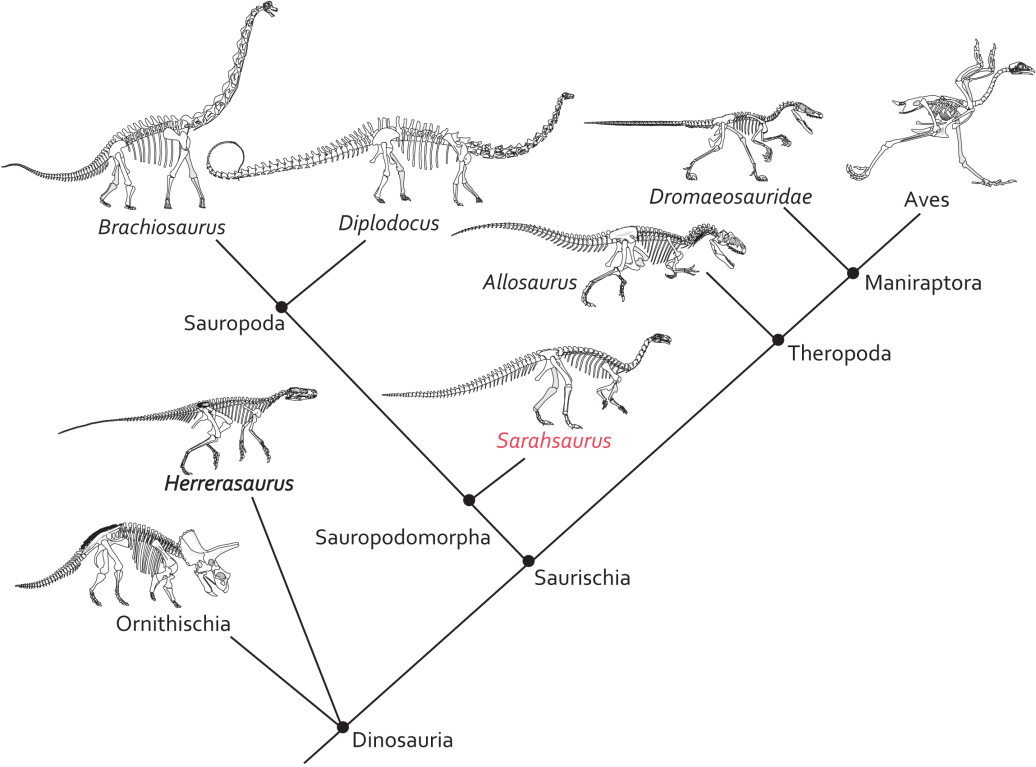 Brachiosaurus
Diplodocus
Dromaeosauridae
Aves
Allosaurus
Maniraptora
Sauropoda
Theropoda
Sarahsaurus
Herrerasaurus
Sauropodomorpha
Saurischia
Ornithischia
Dinosauria